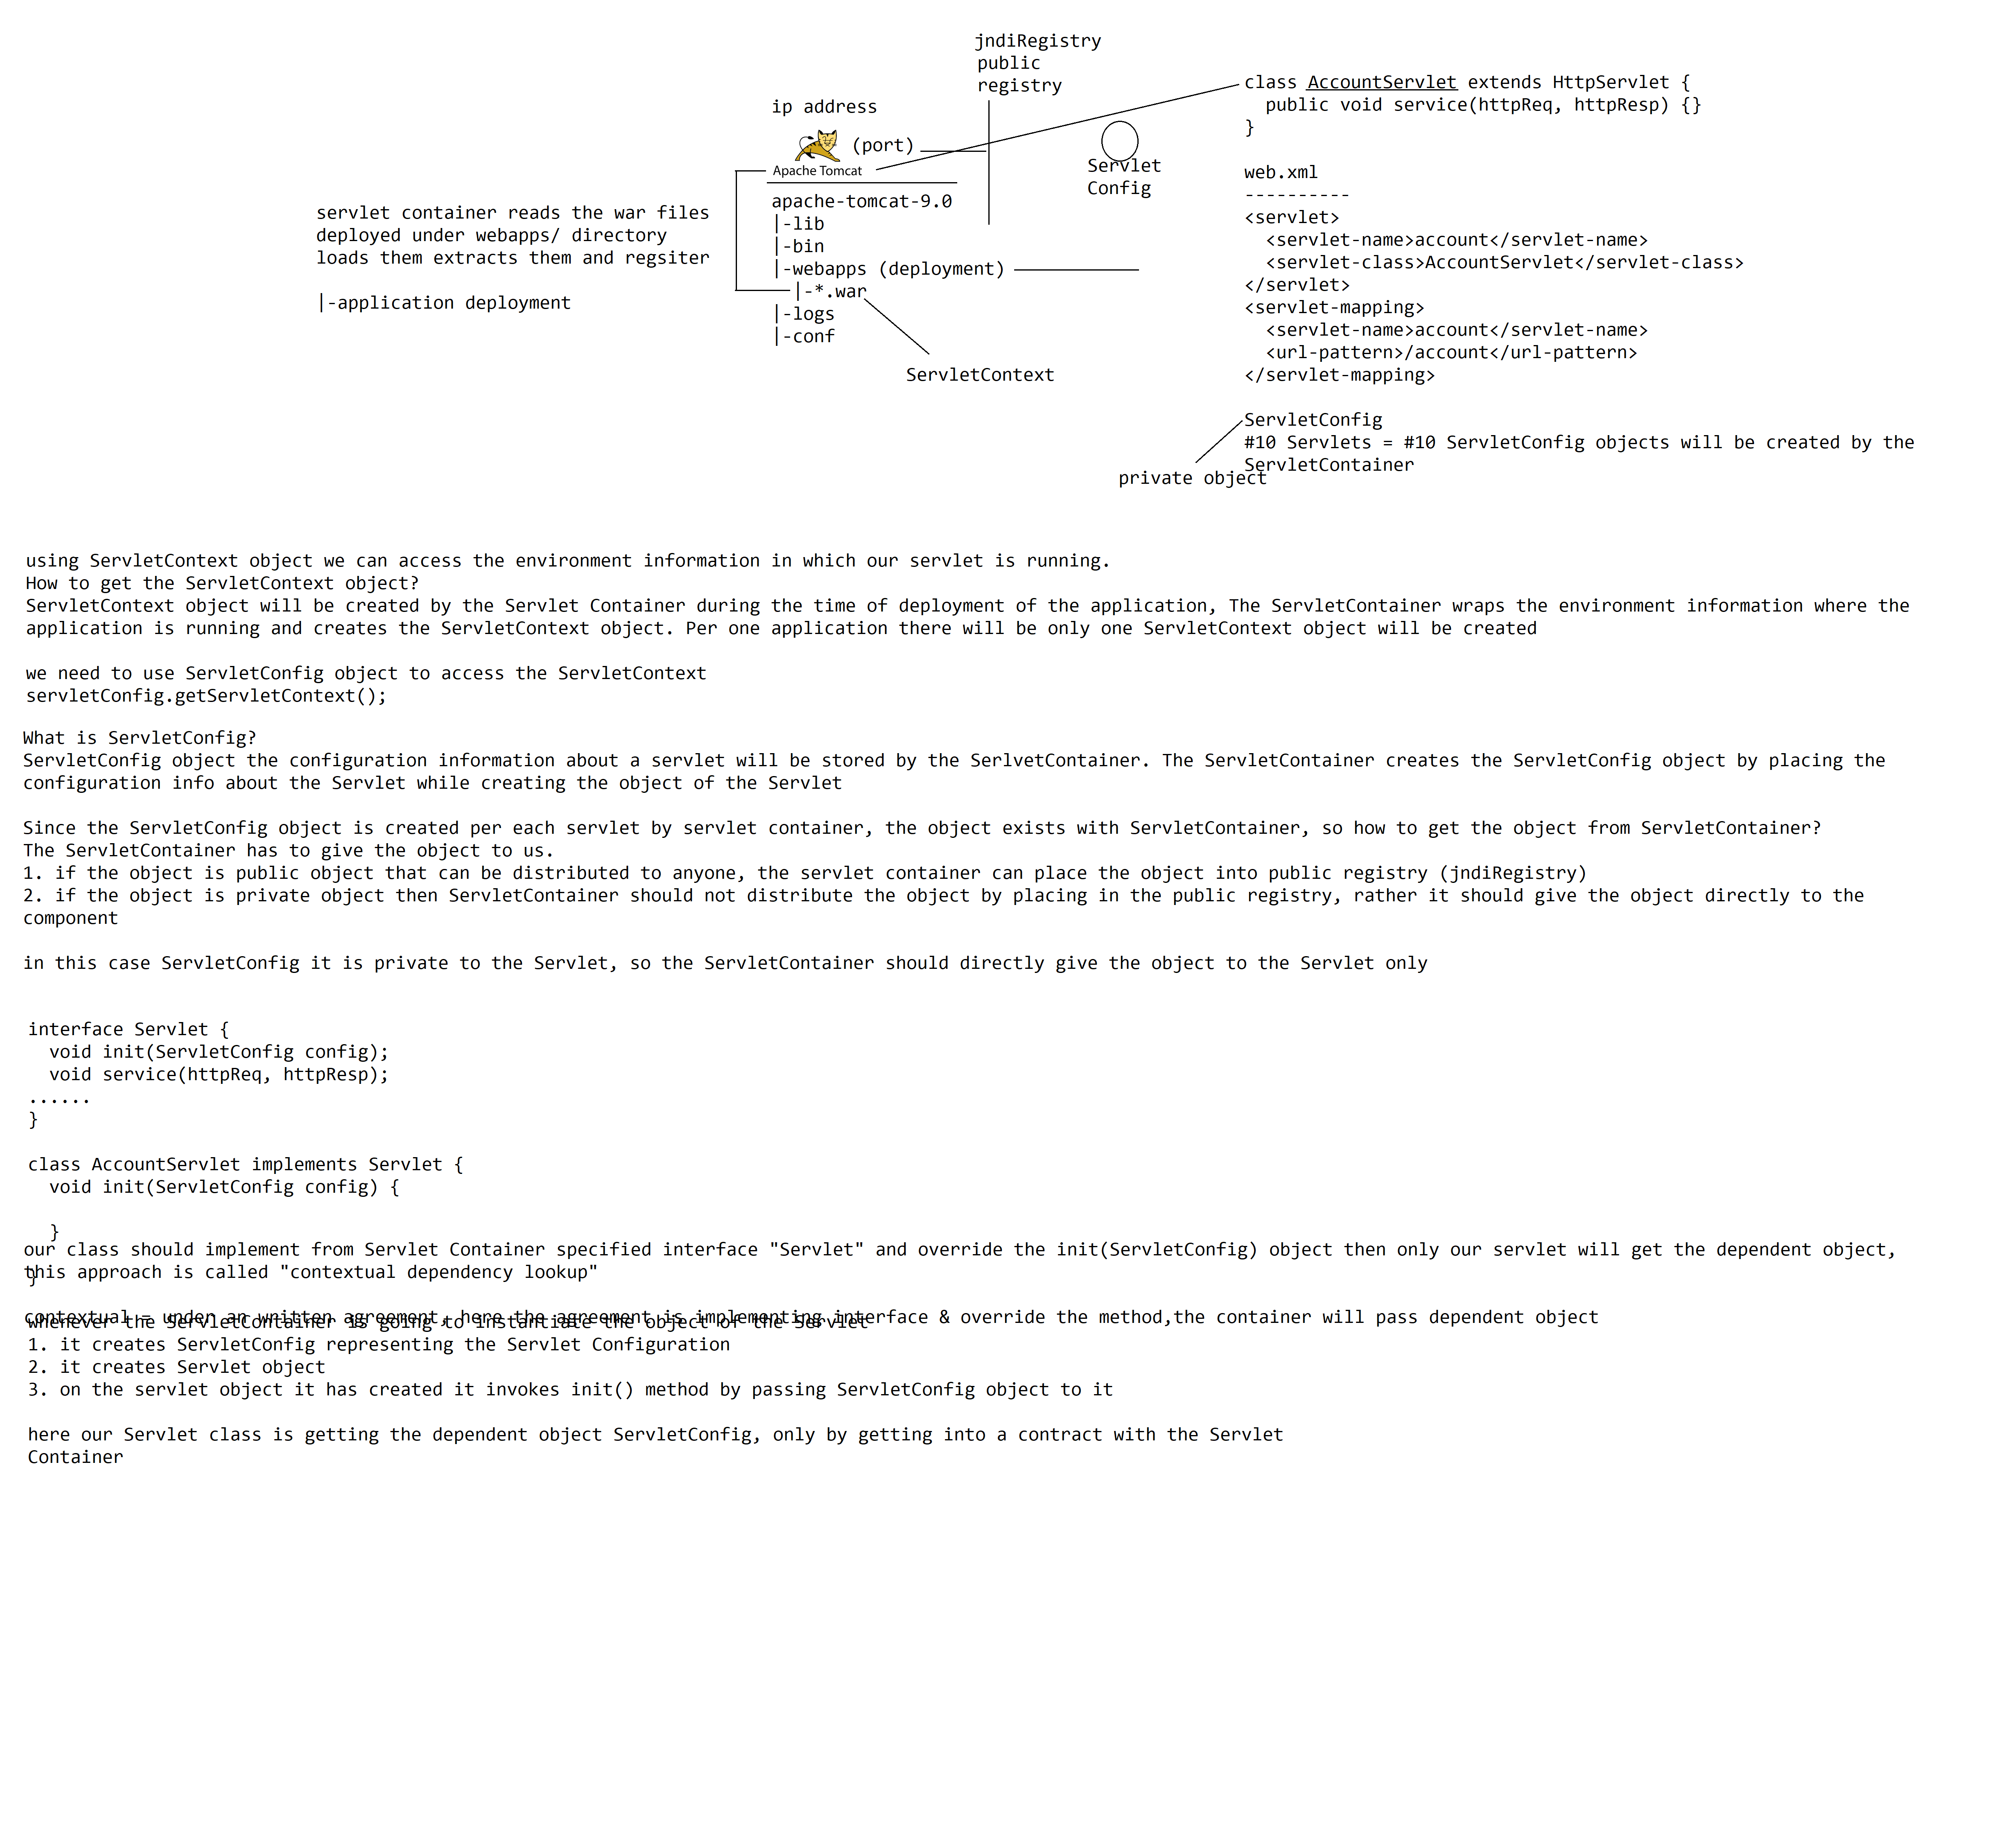 jndiRegistry
public
registry
ip address
(port)
Apache Tomcat
apache-tomcat-9.0
|-lib
|-bin
|-webapps (deployment)
|-*.war
|-logs
|-conf
ServletContext
servlet container reads the war files
deployed under webapps/ directory
loads them extracts them and regsiter
|-application deployment
Servlet
Config
class AccountServlet extends HttpServlet {
public void service(httpReq, httpResp) {}
}
web.xml
----------
<servlet>
<servlet-name>account</servlet-name>
<servlet-class>AccountServlet</servlet-class>
</servlet>
<servlet-mapping>
<servlet-name>account</servlet-name>
<url-pattern>/account</url-pattern>
</servlet-mapping>
ServletConfig
#10 Servlets = #10 ServletConfig objects will be created by the
ServletContainer
private object
using ServletContext object we can access the environment information in which our servlet is running.
How to get the ServletContext object?
ServletContext object will be created by the Servlet Container during the time of deployment of the application, The ServletContainer wraps the environment information where the
application is running and creates the ServletContext object. Per one application there will be only one ServletContext object will be created
we need to use ServletConfig object to access the ServletContext
servletConfig.getServletContext();
What is ServletConfig?
ServletConfig object the configuration information about a servlet will be stored by the SerlvetContainer. The ServletContainer creates the ServletConfig object by placing the
configuration info about the Servlet while creating the object of the Servlet
Since the ServletConfig object is created per each servlet by servlet container, the object exists with ServletContainer, so how to get the object from ServletContainer?
The ServletContainer has to give the object to us.
1. if the object is public object that can be distributed to anyone, the servlet container can place the object into public registry (jndiRegistry)
2. if the object is private object then ServletContainer should not distribute the object by placing in the public registry, rather it should give the object directly to the
component
in this case ServletConfig it is private to the Servlet, so the ServletContainer should directly give the object to the Servlet only
interface Servlet {
void init(ServletConfig config);
void service(httpReq, httpResp);
......
}
class AccountServlet implements Servlet {
void init(ServletConfig config) {
}
our class should implement from Servlet Container specified interface "Servlet" and override the init(ServletConfig) object then only our servlet will get the dependent object,
this approach is called "contextual dependency lookup"
}
contextual = under an written agreement, here the agreement is implementing interface & override the method,the container will pass dependent object
whenever the ServletContainer is going to instantiate the object of the Servlet
1. it creates ServletConfig representing the Servlet Configuration
2. it creates Servlet object
3. on the servlet object it has created it invokes init() method by passing ServletConfig object to it
here our Servlet class is getting the dependent object ServletConfig, only by getting into a contract with the Servlet
Container